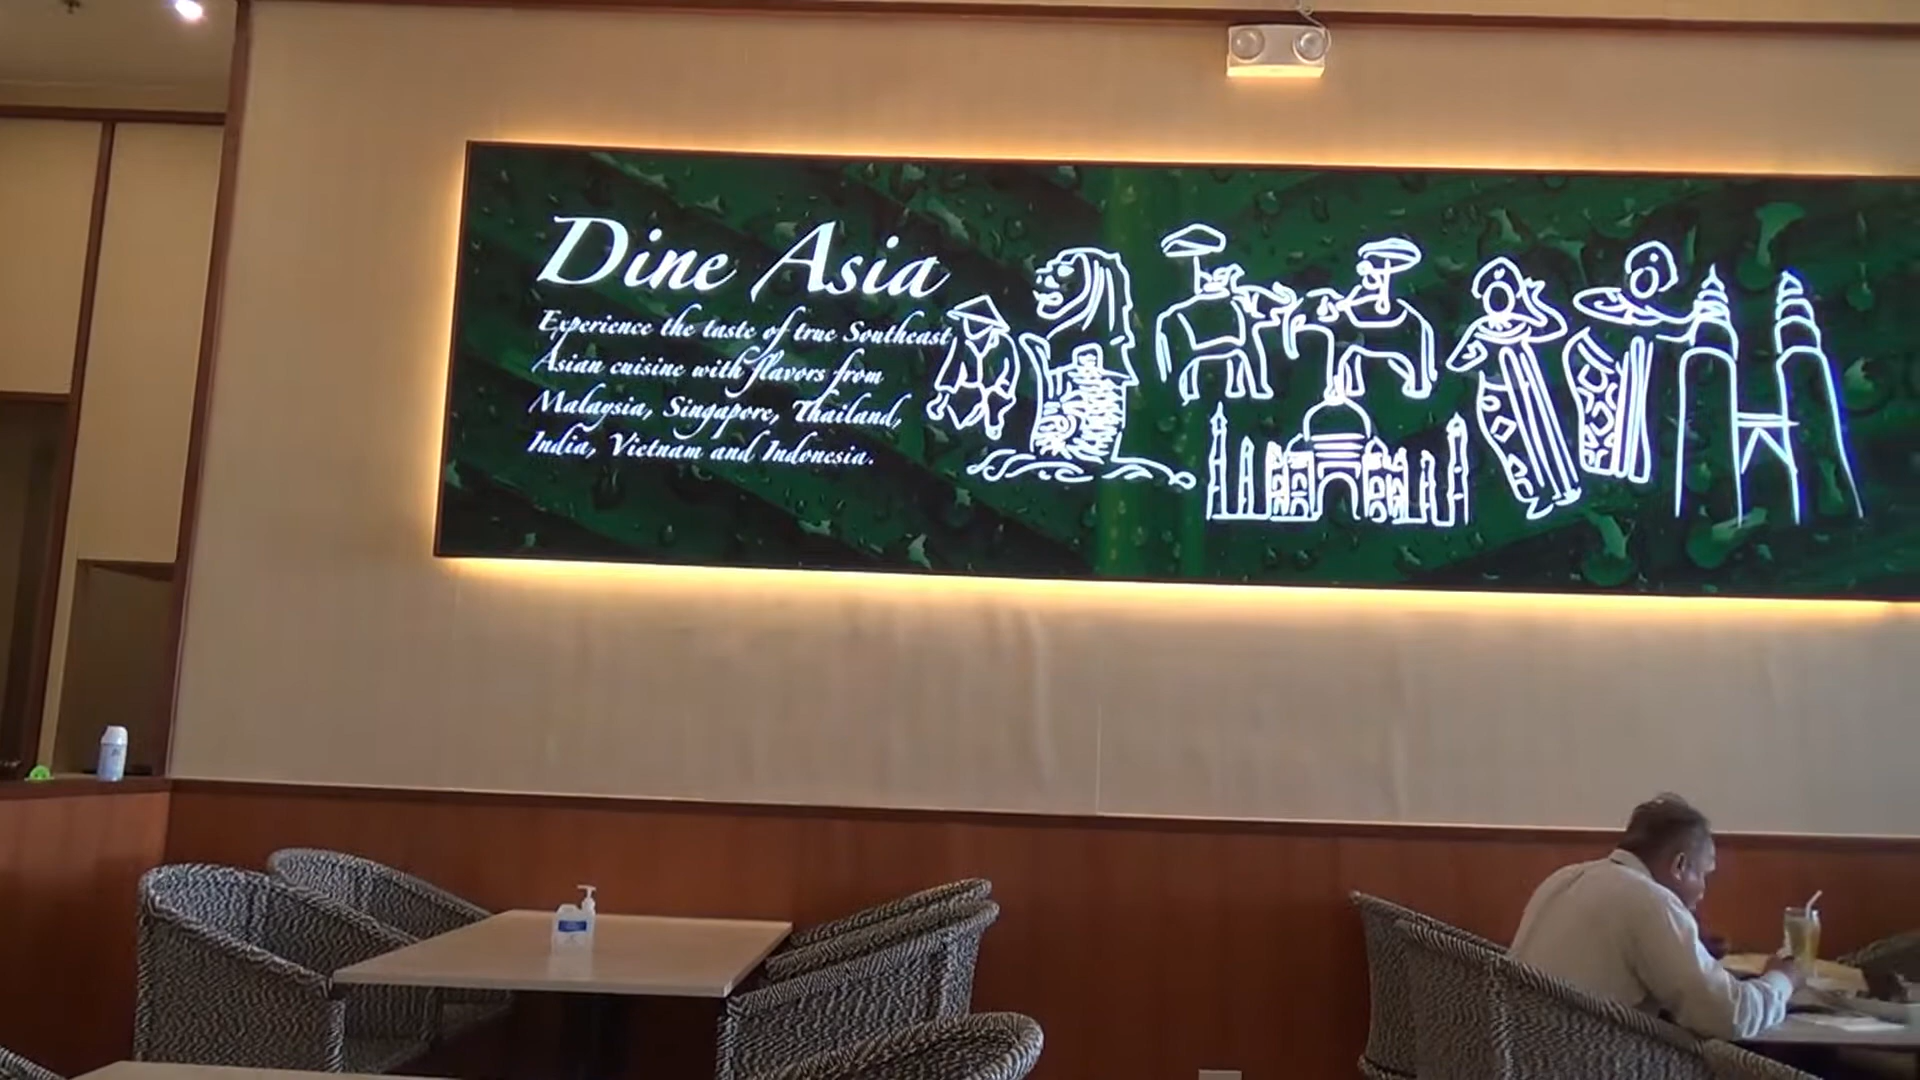 Dine Asia
Experience the taste of true Southeast
Asian cuisine with flavors from
Malaysia, Singapore, Thailand,
India, Vietnam and Indonesia.